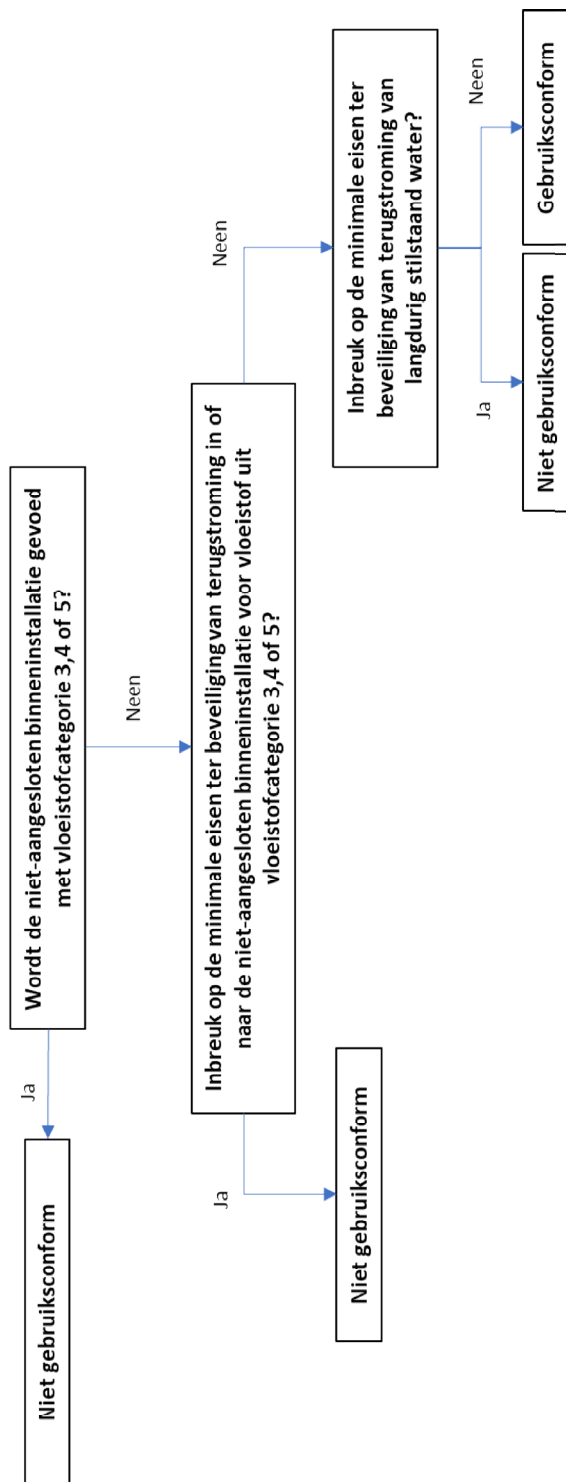 Wordt de niet-aangesloten binneninstallatie gevoed
met vloeistofcategorie 3,4 of 5?
Ja
Niet gebruiksconform
Neen
Inbreuk op de minimale eisen ter beveiliging van terugstroming in of
naar de niet-aangesloten binneninstallatie voor vloeistof uit
vloeistofcategorie 3,4 of 5?
Ja
Niet gebruiksconform
Neen
Inbreuk op de minimale eisen ter
beveiliging van terugstroming van
langdurig stilstaand water?
Ja
Niet gebruiksconform
Neen
Gebruiksconform